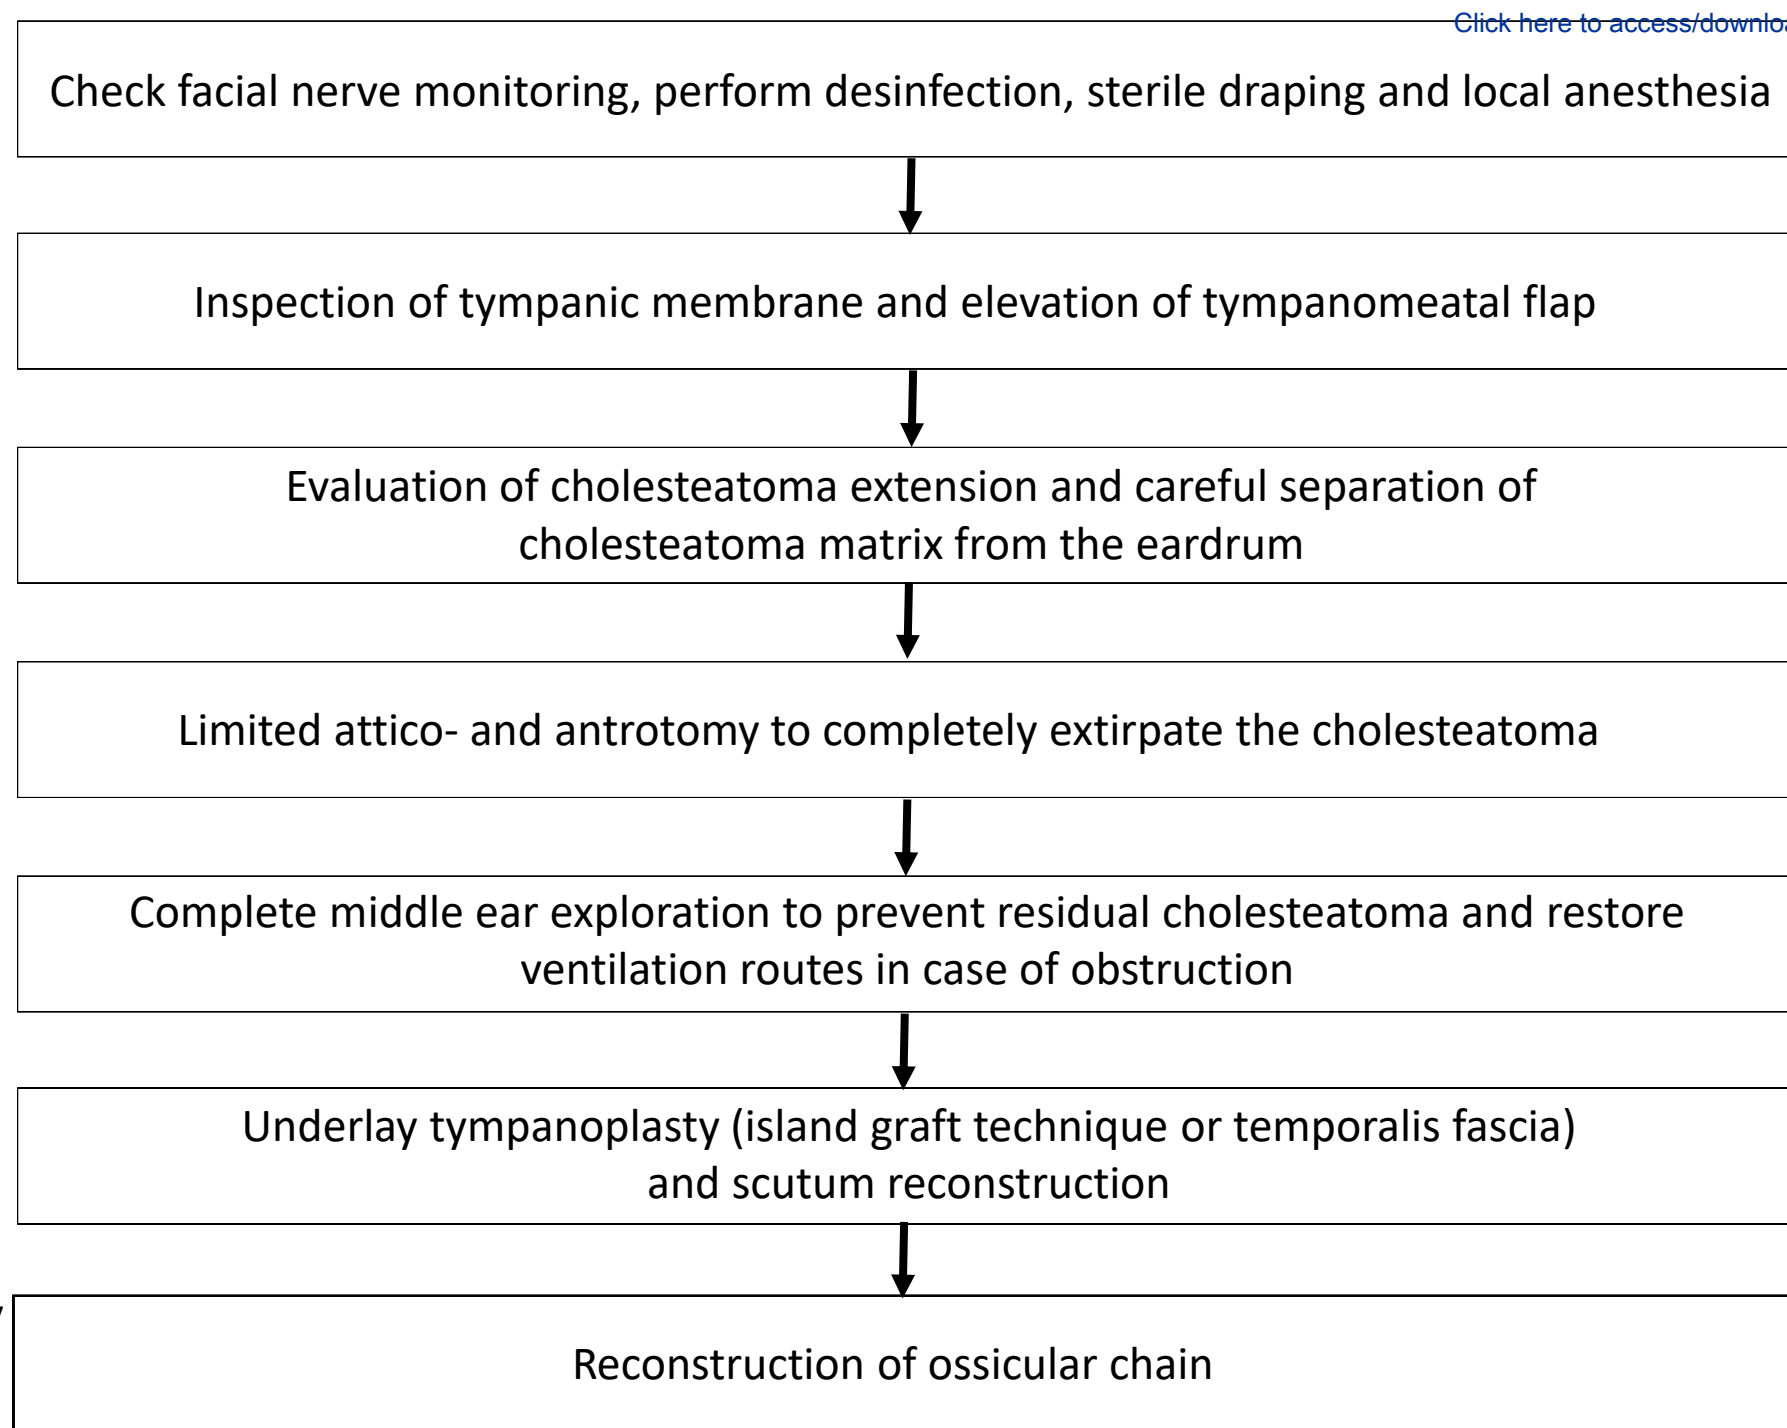 Click here to access/downloa
Check facial nerve monitoring, perform desinfection, sterile draping and local anesthesia
Inspection of tympanic membrane and elevation of tympanomeatal flap
Evaluation of cholesteatoma extension and careful separation of
cholesteatoma matrix from the eardrum
Limited attico- and antrotomy to completely extirpate the cholesteatoma
Complete middle ear exploration to prevent residual cholesteatoma and restore
ventilation routes in case of obstruction
Underlay tympanoplasty (island graft technique or temporalis fascia)
and scutum reconstruction
Reconstruction of ossicular chain